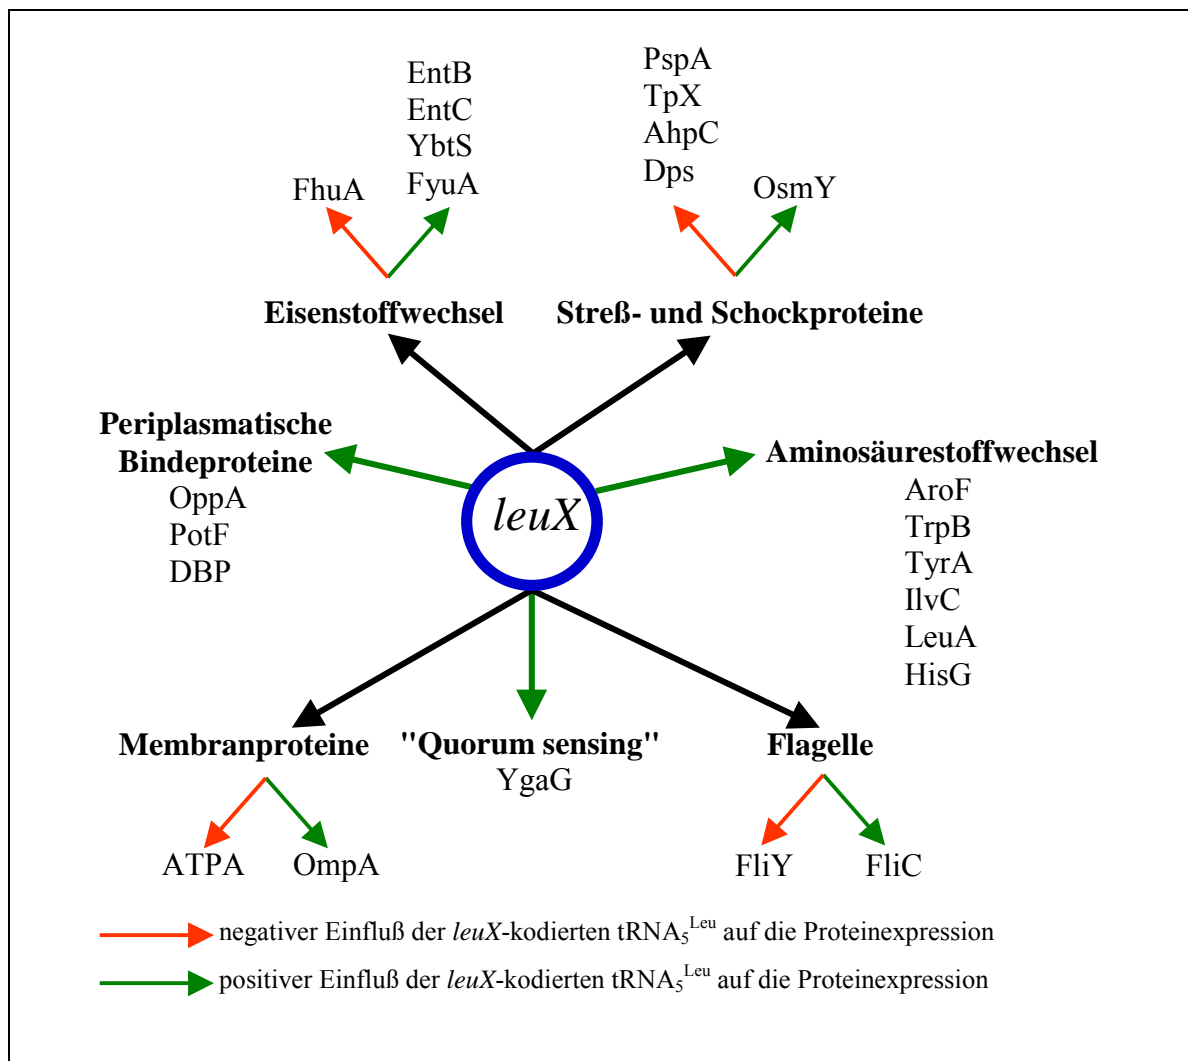 EntB
EntC
YbtS
FyuA
FhuA
PspA
TpX
AhpC
Dps
OsmY
Eisenstoffwechsel
Streß- und Schockproteine
Periplasmatische
Bindeproteine
OppA
PotF
DBP
leuX
Aminosäurestoffwechsel
AroF
TrpB
TyrA
IlvC
LeuA
HisG
Membranproteine
"Quorum sensing"
YgaG
Flagelle
ATPA
OmpA
FliY
FliC
negativer Einfluß der leuX-kodierten tRNA₅ᴸᵉᵘ auf die Proteinexpression
positiver Einfluß der leuX-kodierten tRNA₅ᴸᵉᵘ auf die Proteinexpression